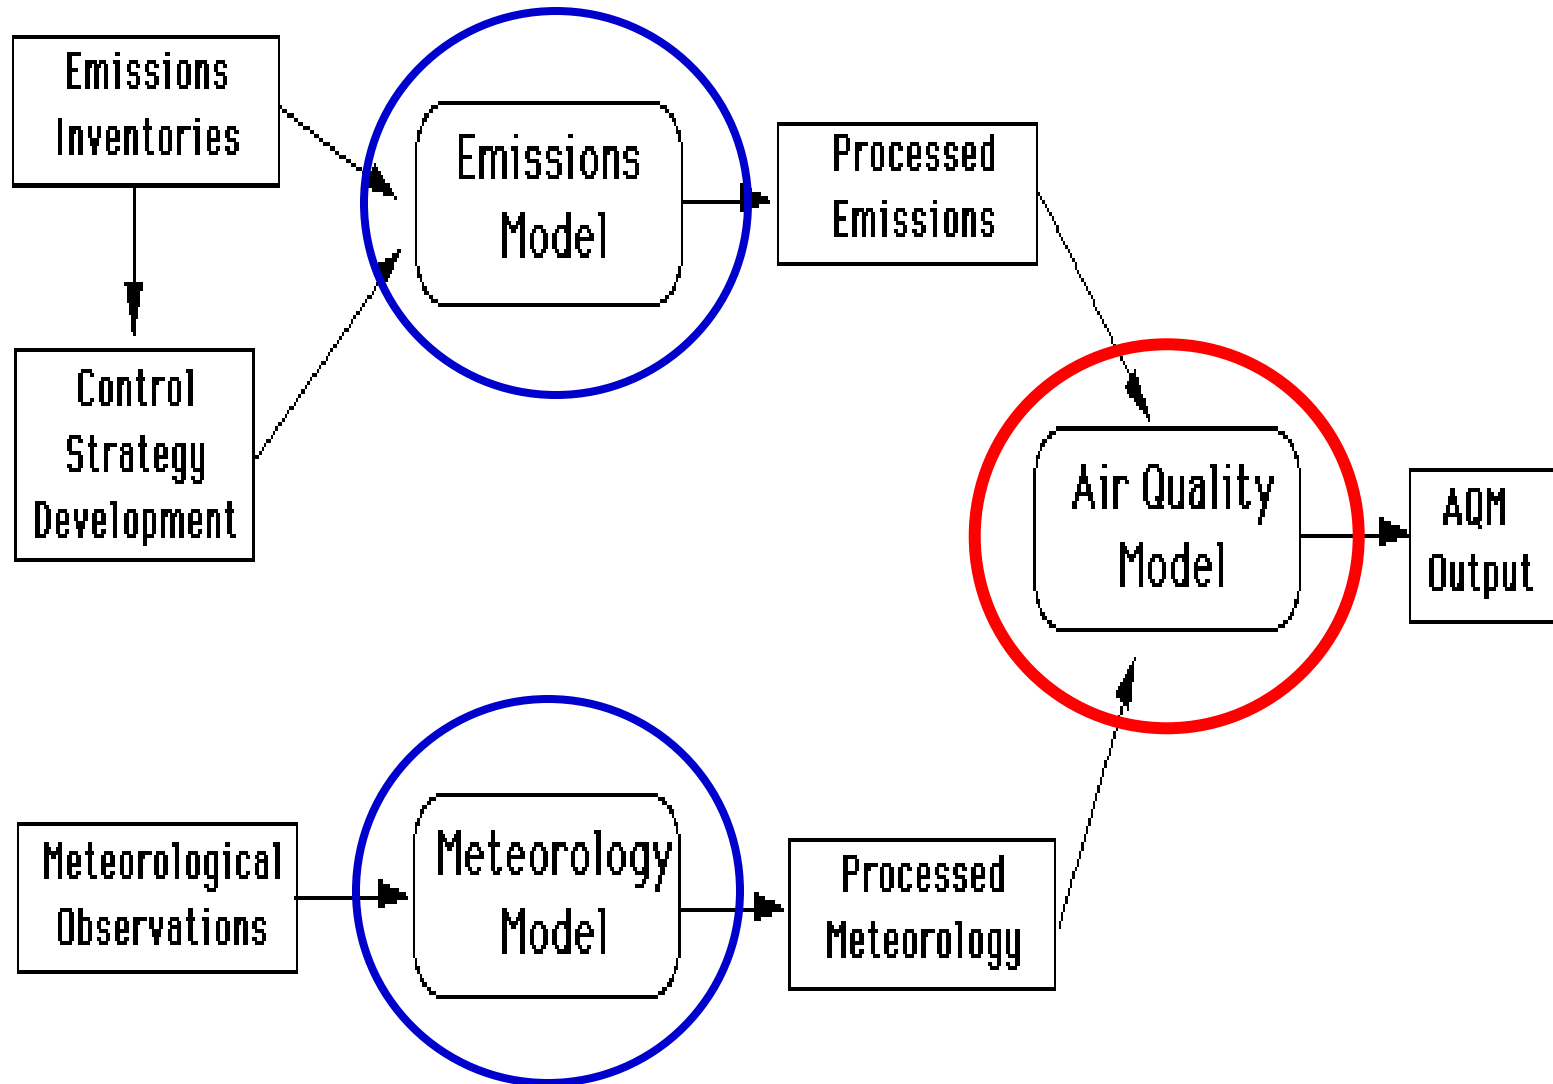 Emissions
Inventories
Emissions
Model
Processed
Emissions
Control
Strategy
Development
Air Quality
Model
AQM
Output
Meteorological
Observations
Meteorology
Model
Processed
Meteorology